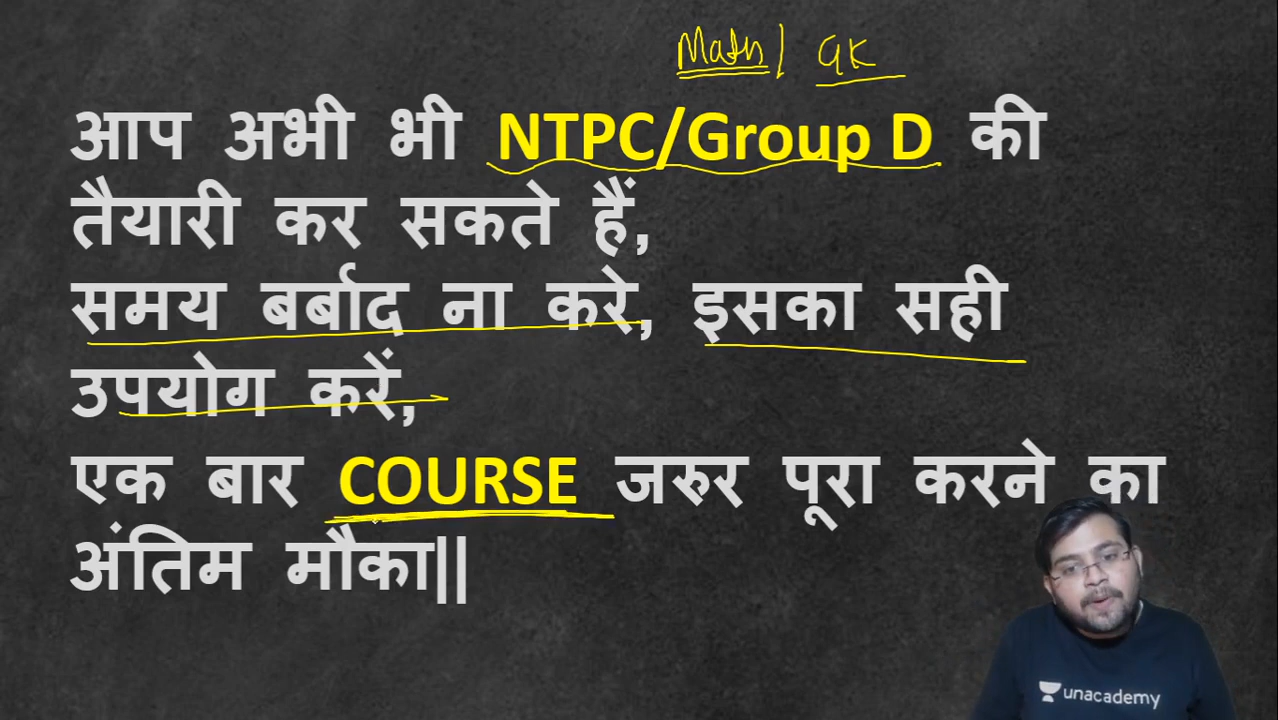 Math | GK
आप अभी भी NTPC/Group D की
तैयारी कर सकते हैं,
समय बर्बाद ना करे, इसका सही
उपयोग करें,
एक बार COURSE जरुर पूरा करने का
अंतिम मौका||
unacademy